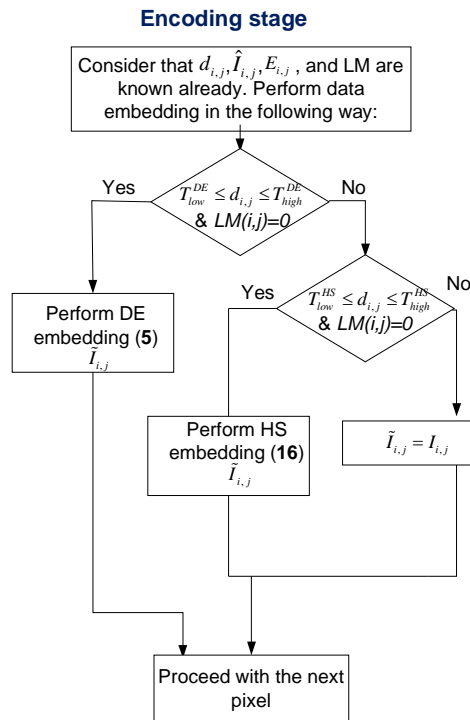 Encoding stage
Consider that d_{i,j}, Î_{i,j}, E_{i,j} , and LM are
known already. Perform data
embedding in the following way:
Yes
T_{low}^{DE} ≤ d_{i,j} ≤ T_{high}^{DE}
& LM(i,j)=0
No
Yes
T_{low}^{HS} ≤ d_{i,j} ≤ T_{high}^{HS}
& LM(i,j)=0
No
Perform DE
embedding (5)
Ĩ_{i,j}
Perform HS
embedding (16)
Ĩ_{i,j}
Ĩ_{i,j} = I_{i,j}
Proceed with the next
pixel